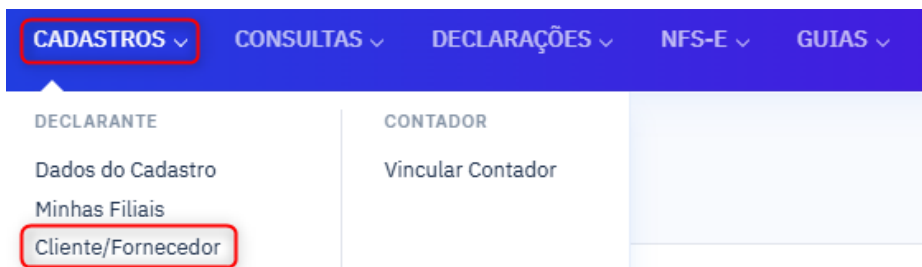 CADASTROS CONSULTAS DECLARAÇÕES NFS-E GUIAS
DECLARANTE
Dados do Cadastro
Minhas Filiais
Cliente/Fornecedor
CONTADOR
Vincular Contador